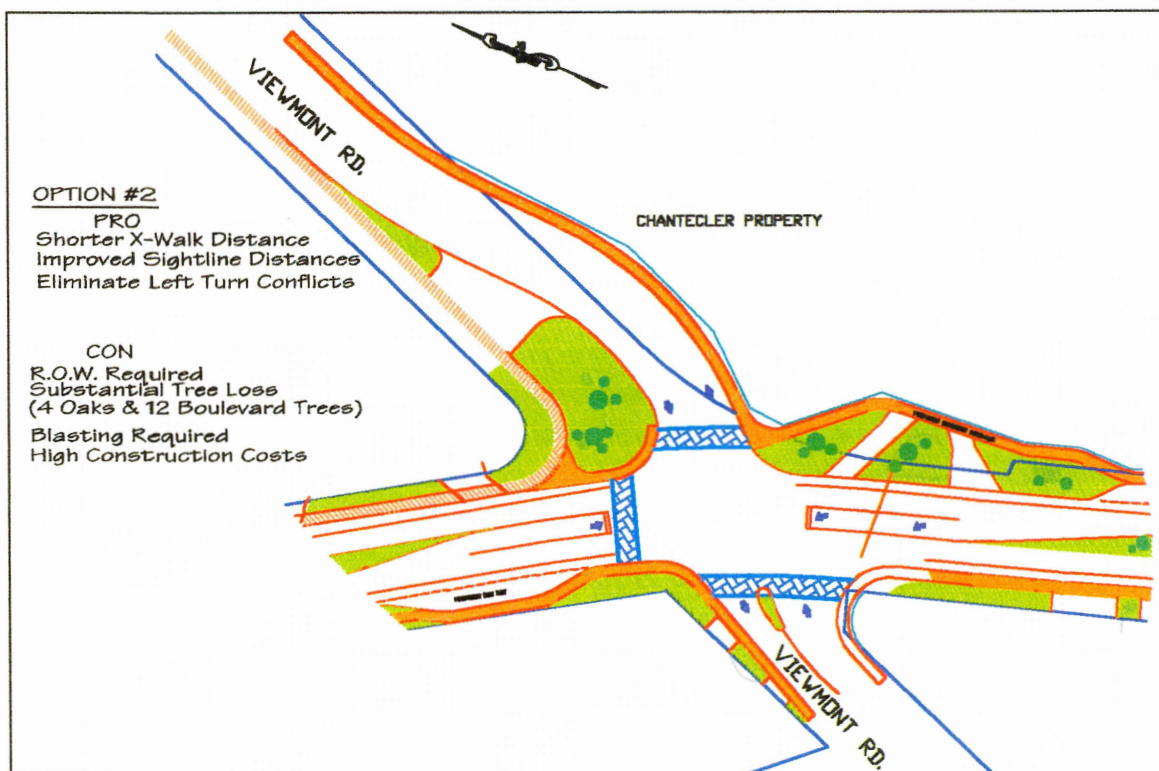 VIEWMONT RD.
OPTION #2
PRO
Shorter X-Walk Distance
Improved Sightline Distances
Eliminate Left Turn Conflicts
CHANTECLER PROPERTY
CON
R.O.W. Required
Substantial Tree Loss
(4 Oaks & 12 Boulevard Trees)
Blasting Required
High Construction Costs
VIEWMONT RD.